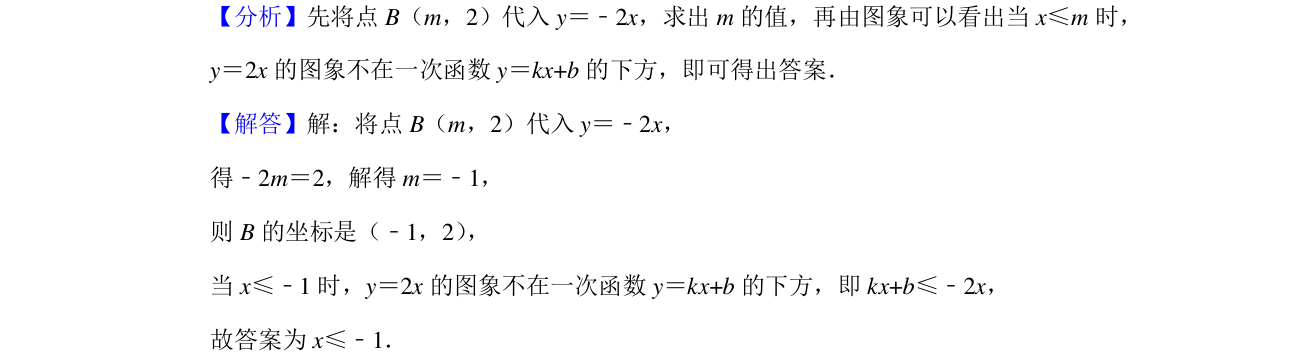 【分析】先将点 B（m，2）代入 y＝﹣2x，求出 m 的值，再由图象可以看出当 x≤m 时，
y＝2x 的图象不在一次函数 y＝kx+b 的下方，即可得出答案．
【解答】解：将点 B（m，2）代入 y＝﹣2x，
得﹣2m＝2，解得 m＝﹣1，
则 B 的坐标是（﹣1，2），
当 x≤﹣1 时，y＝2x 的图象不在一次函数 y＝kx+b 的下方，即 kx+b≤﹣2x，
故答案为 x≤﹣1．